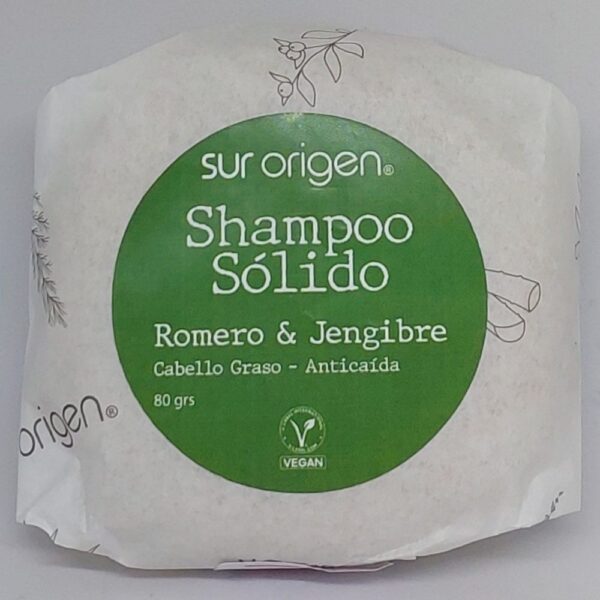 sur origen®
Shampoo
Sólido
Romero & Jengibre
Cabello Graso - Anticaída
80 grs
V
VEGAN
origen®